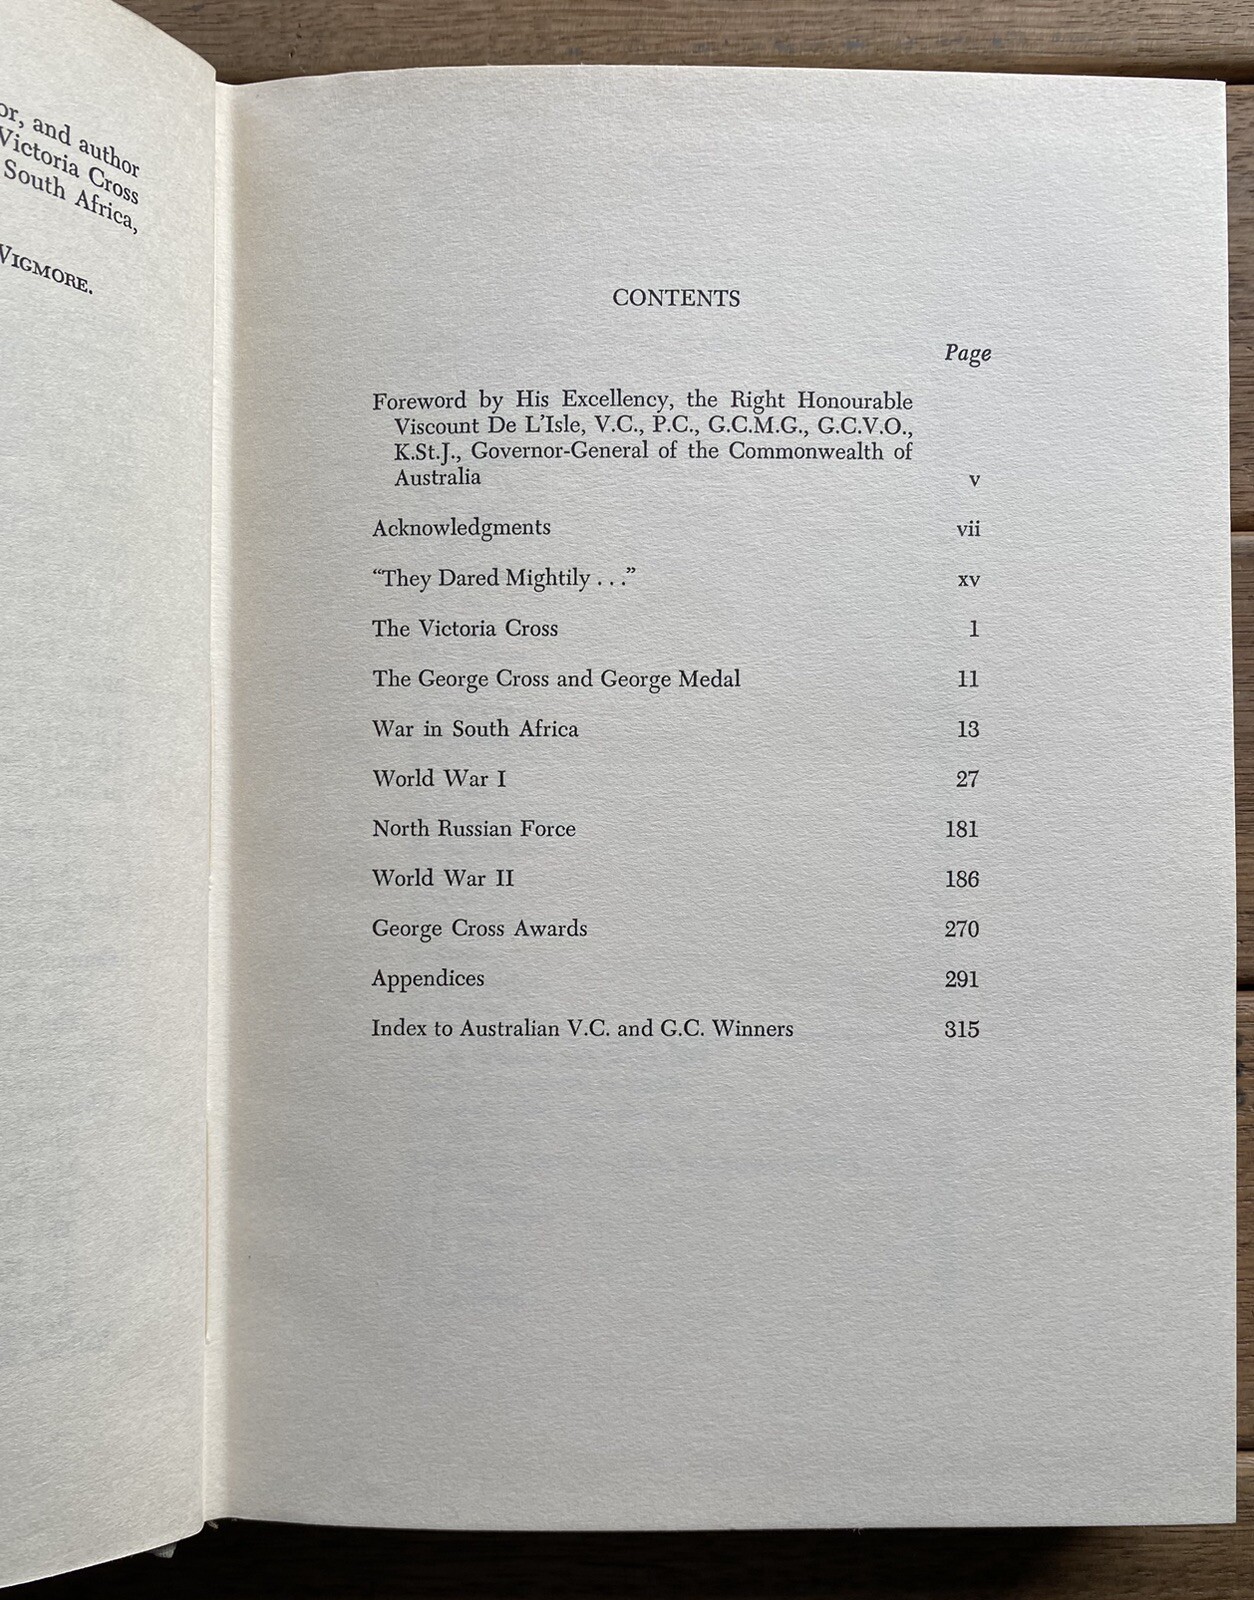 and author
Victoria Cross
South Africa,
WIGMORE.
CONTENTS
Page
Foreword by His Excellency, the Right Honourable
Viscount De L'Isle, V.C., P.C., G.C.M.G., G.C.V.O.,
K.St.J., Governor-General of the Commonwealth of
Australia v
Acknowledgments vii
“They Dared Mightily . . .” xv
The Victoria Cross 1
The George Cross and George Medal 11
War in South Africa 13
World War I 27
North Russian Force 181
World War II 186
George Cross Awards 270
Appendices 291
Index to Australian V.C. and G.C. Winners 315